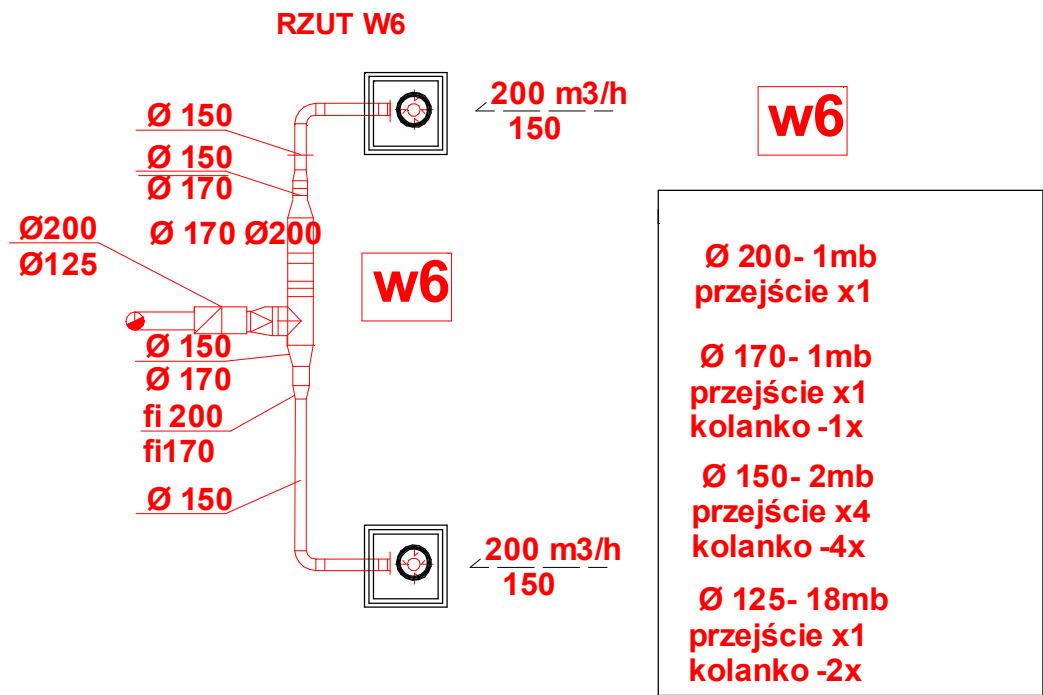 RZUT W6
200 m3/h
150
w6
Ø 150
Ø 150
Ø 170
Ø 170 Ø200
Ø200
Ø125
w6
Ø 150
Ø 170
fi 200
fi170
Ø 150
200 m3/h
150
Ø 200- 1mb
przejście x1
Ø 170- 1mb
przejście x1
kolanko -1x
Ø 150- 2mb
przejście x4
kolanko -4x
Ø 125- 18mb
przejście x1
kolanko -2x